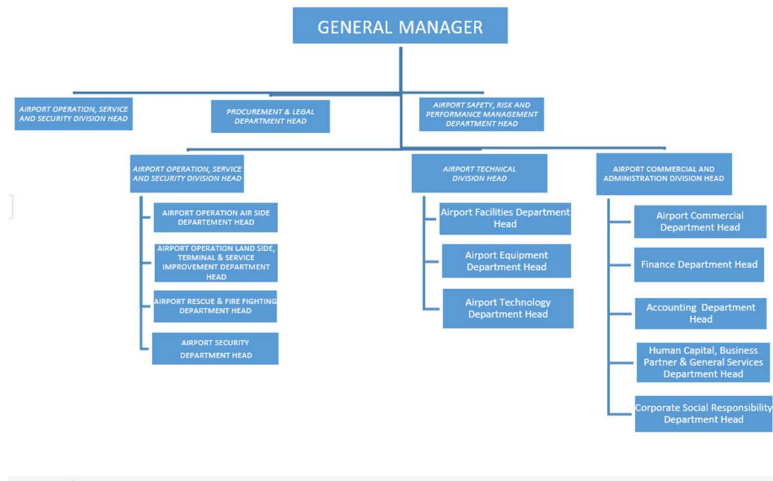 GENERAL MANAGER
AIRPORT OPERATION, SERVICE
AND SECURITY DIVISION HEAD
PROCUREMENT & LEGAL
DEPARTMENT HEAD
AIRPORT SAFETY, RISK AND
PERFORMANCE MANAGEMENT
DEPARTMENT HEAD
AIRPORT OPERATION, SERVICE
AND SECURITY DIVISION HEAD
AIRPORT OPERATION AIR SIDE
DEPARTEMENT HEAD
AIRPORT OPERATION LAND SIDE,
TERMINAL & SERVICE
IMPROVEMENT DEPARTMENT
HEAD
AIRPORT RESCUE & FIRE FIGHTING
DEPARTMENT HEAD
AIRPORT SECURITY
DEPARTMENT HEAD
AIRPORT TECHNICAL
DIVISION HEAD
Airport Facilities Department
Head
Airport Equipment
Department Head
Airport Technology
Department Head
AIRPORT COMMERCIAL AND
ADMINISTRATION DIVISION HEAD
Airport Commercial
Department Head
Finance Department Head
Accounting Department
Head
Human Capital, Business
Partner & General Services
Department Head
Corporate Social Responsibility
Department Head